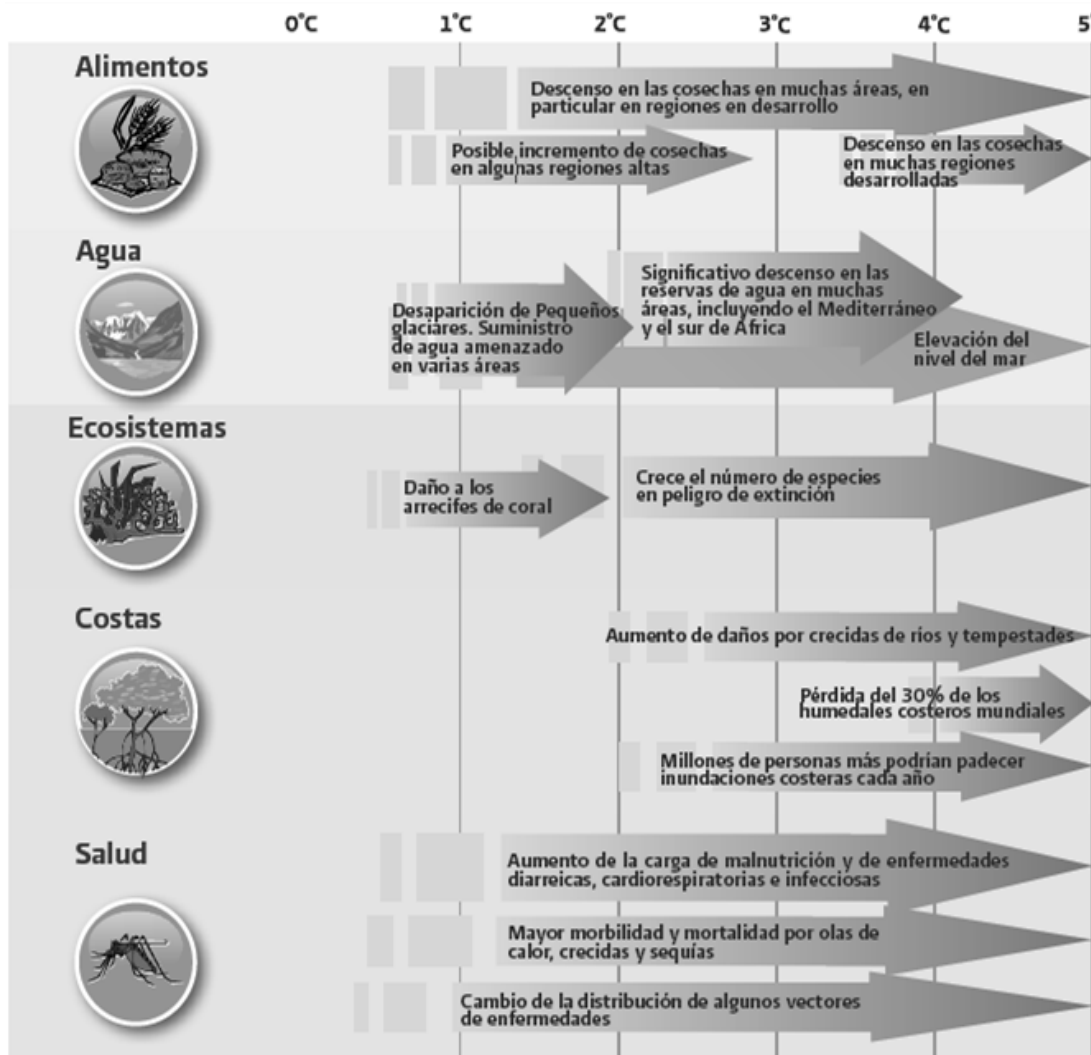 0°C 1°C 2°C 3°C 4°C 5
Alimentos
Descenso en las cosechas en muchas áreas, en
particular en regiones en desarrollo
Posible incremento de cosechas
en algunas regiones altas
Descenso en las cosechas
en muchas regiones
desarrolladas
Agua
Desaparición de Pequeños
glaciares. Suministro
de agua amenazado
en varias áreas
Significativo descenso en las
reservas de agua en muchas
áreas, incluyendo el Mediterráneo
y el sur de África
Elevación del
nivel del mar
Ecosistemas
Daño a los
arrecifes de coral
Crece el número de especies
en peligro de extinción
Costas
Aumento de daños por crecidas de ríos y tempestades
Pérdida del 30% de los
humedales costeros mundiales
Millones de personas más podrían padecer
inundaciones costeras cada año
Salud
Aumento de la carga de malnutrición y de enfermedades
diarreicas, cardiorespiratorias e infecciosas
Mayor morbilidad y mortalidad por olas de
calor, crecidas y sequías
Cambio de la distribución de algunos vectores
de enfermedades